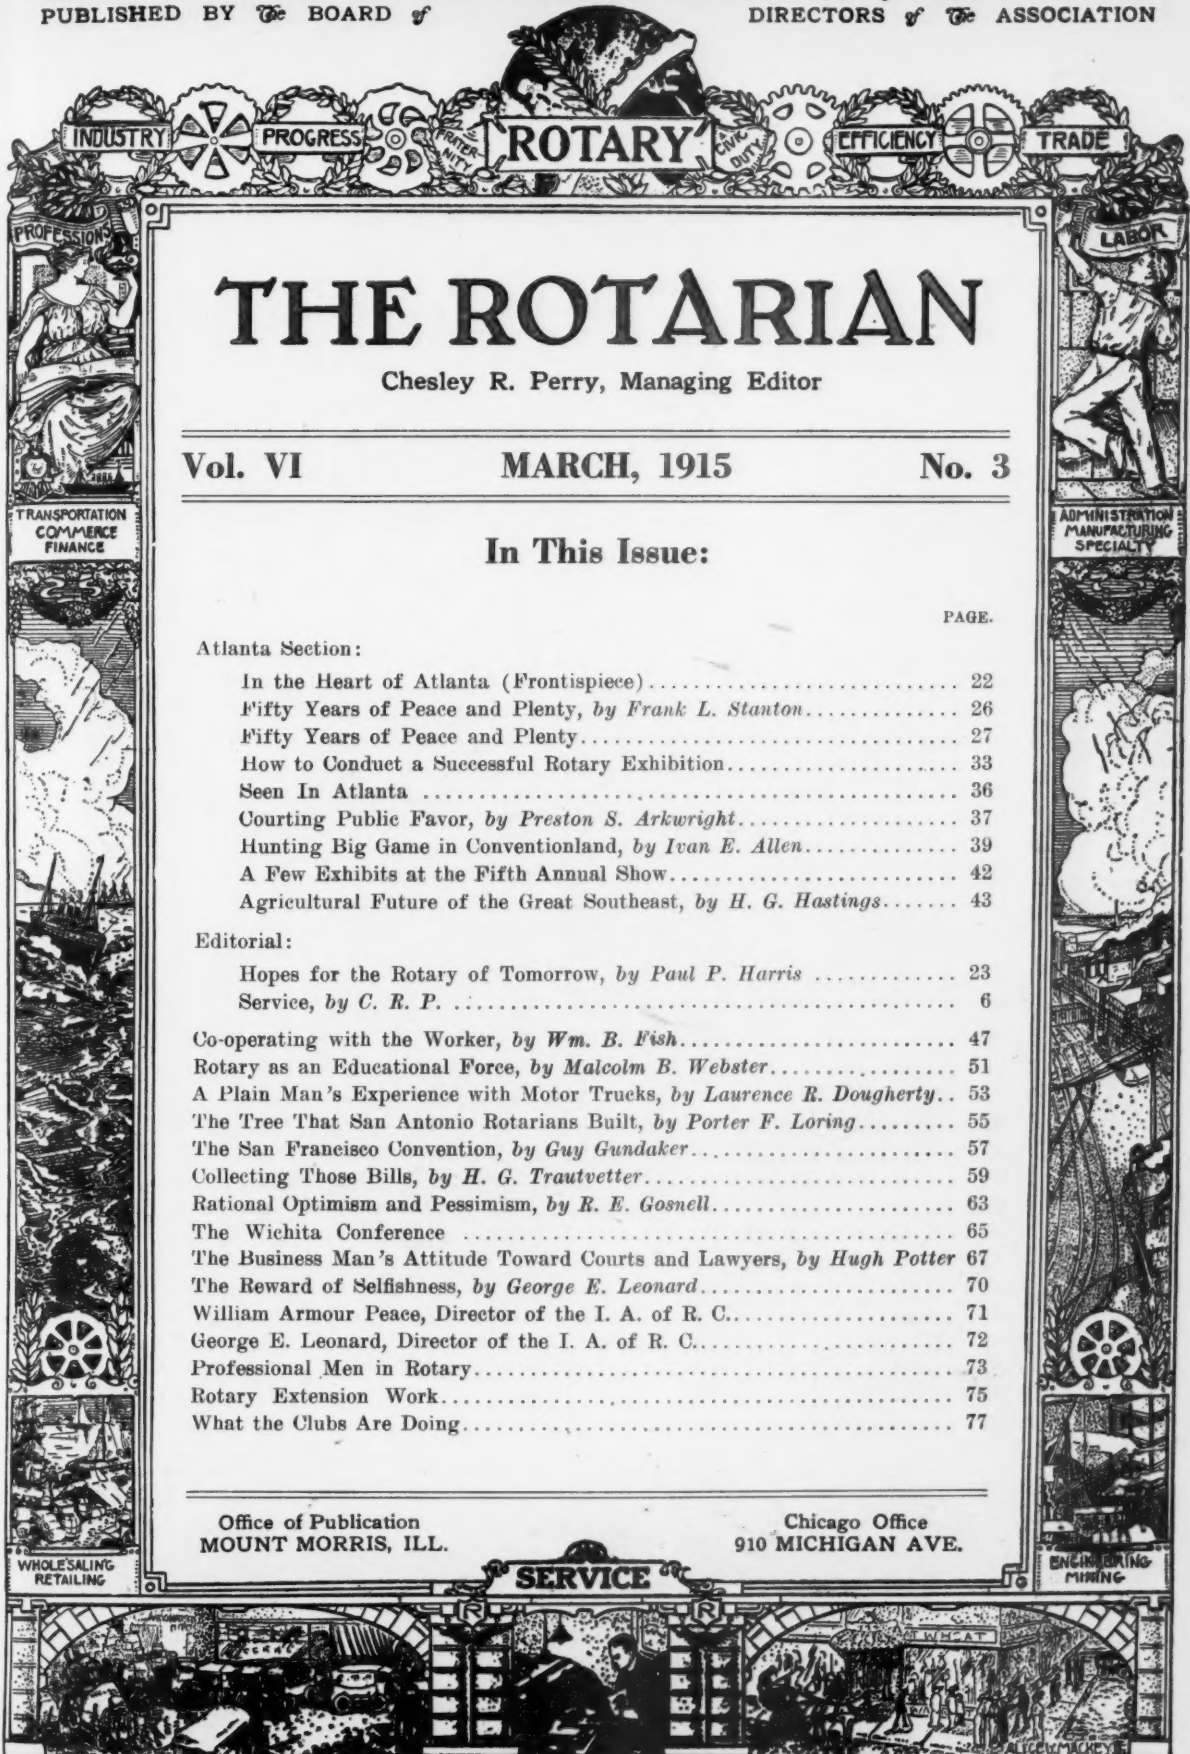 PUBLISHED BY The BOARD of DIRECTORS of The ASSOCIATION
INDUSTRY PROGRESS FRATERNITY ROTARY CIVIC DUTY EFFICIENCY TRADE
PROFESSIONS
LABOR
THE ROTARIAN
Chesley R. Perry, Managing Editor
Vol. VI MARCH, 1915 No. 3
TRANSPORTATION
COMMERCE
FINANCE
ADMINISTRATION
MANUFACTURING
SPECIALTY
In This Issue:
PAGE.
Atlanta Section:
In the Heart of Atlanta (Frontispiece) 22
Fifty Years of Peace and Plenty, by Frank L. Stanton 26
Fifty Years of Peace and Plenty 27
How to Conduct a Successful Rotary Exhibition 33
Seen In Atlanta 36
Courting Public Favor, by Preston S. Arkwright 37
Hunting Big Game in Conventionland, by Ivan E. Allen 39
A Few Exhibits at the Fifth Annual Show 42
Agricultural Future of the Great Southeast, by H. G. Hastings 43
Editorial:
Hopes for the Rotary of Tomorrow, by Paul P. Harris 23
Service, by C. R. P. 6
Co-operating with the Worker, by Wm. B. Fish 47
Rotary as an Educational Force, by Malcolm B. Webster 51
A Plain Man's Experience with Motor Trucks, by Laurence R. Dougherty 53
The Tree That San Antonio Rotarians Built, by Porter F. Loring 55
The San Francisco Convention, by Guy Gundaker 57
Collecting Those Bills, by H. G. Trautvetter 59
Rational Optimism and Pessimism, by R. E. Gosnell 63
The Wichita Conference 65
The Business Man's Attitude Toward Courts and Lawyers, by Hugh Potter 67
The Reward of Selfishness, by George E. Leonard 70
William Armour Peace, Director of the I. A. of R. C. 71
George E. Leonard, Director of the I. A. of R. C. 72
Professional Men in Rotary 73
Rotary Extension Work 75
What the Clubs Are Doing 77
Office of Publication
MOUNT MORRIS, ILL.
Chicago Office
910 MICHIGAN AVE.
WHOLESALING
RETAILING
ENGINEERING
MINING
SERVICE
R R
WHEAT